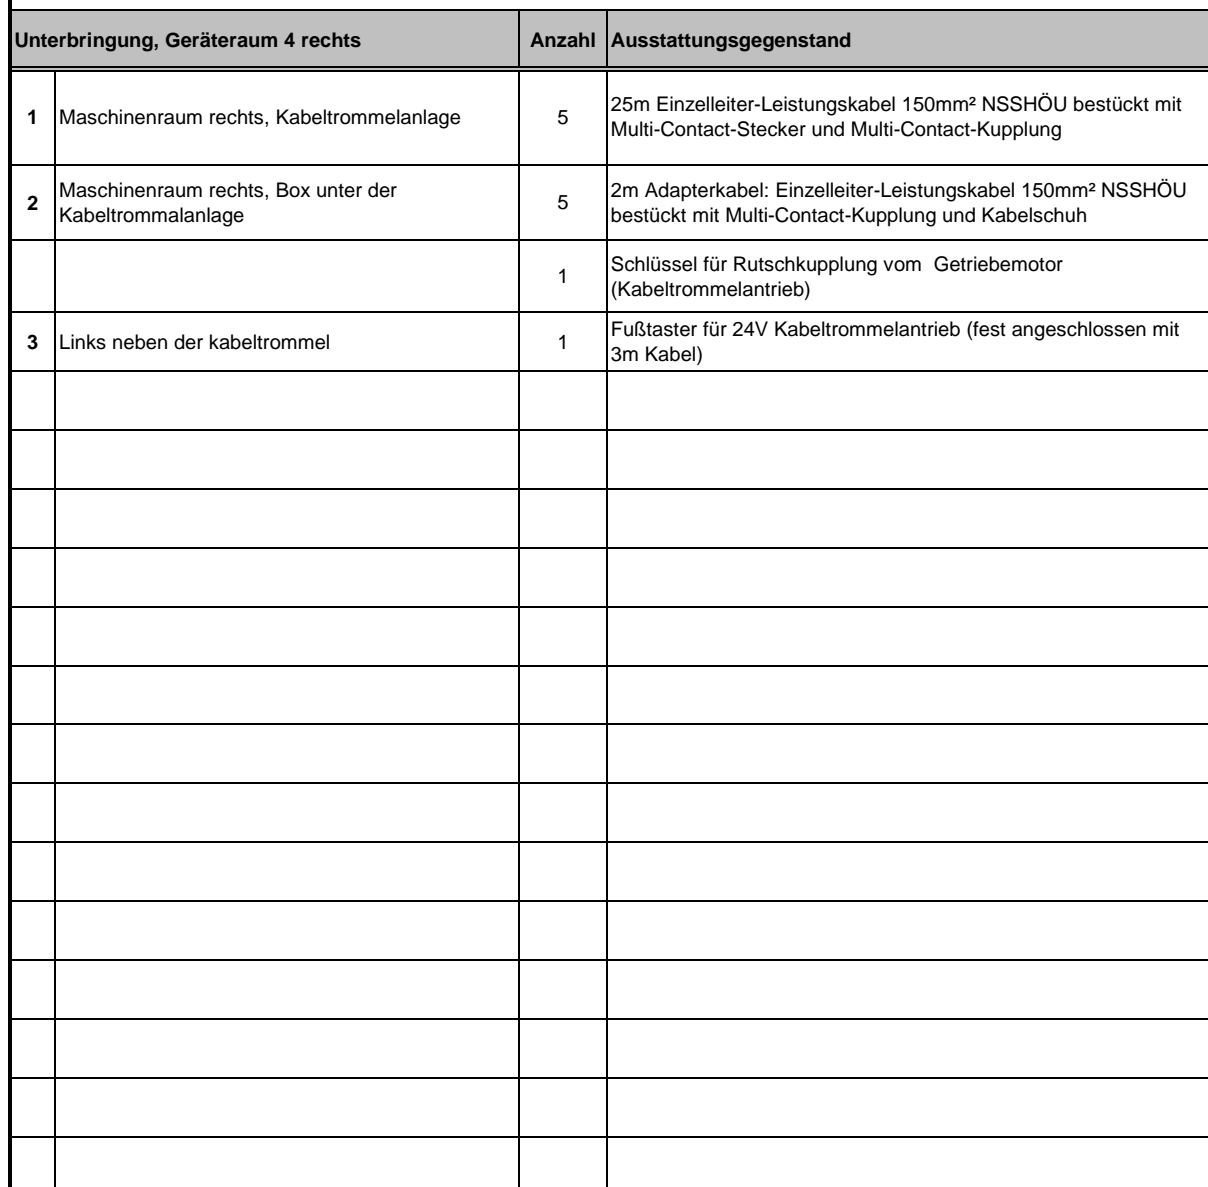 Unterbringung, Geräteraum 4 rechts Anzahl Ausstattungsgegenstand
1 Maschinenraum rechts, Kabeltrommelanlage 5 25m Einzelleiter-Leistungskabel 150mm² NSSHÖU bestückt mit
Multi-Contact-Stecker und Multi-Contact-Kupplung
2 Maschinenraum rechts, Box unter der
Kabeltrommalanlage 5 2m Adapterkabel: Einzelleiter-Leistungskabel 150mm² NSSHÖU
bestückt mit Multi-Contact-Kupplung und Kabelschuh
1 Schlüssel für Rutschkupplung vom  Getriebemotor
(Kabeltrommelantrieb)
3 Links neben der kabeltrommel 1 Fußtaster für 24V Kabeltrommelantrieb (fest angeschlossen mit
3m Kabel)